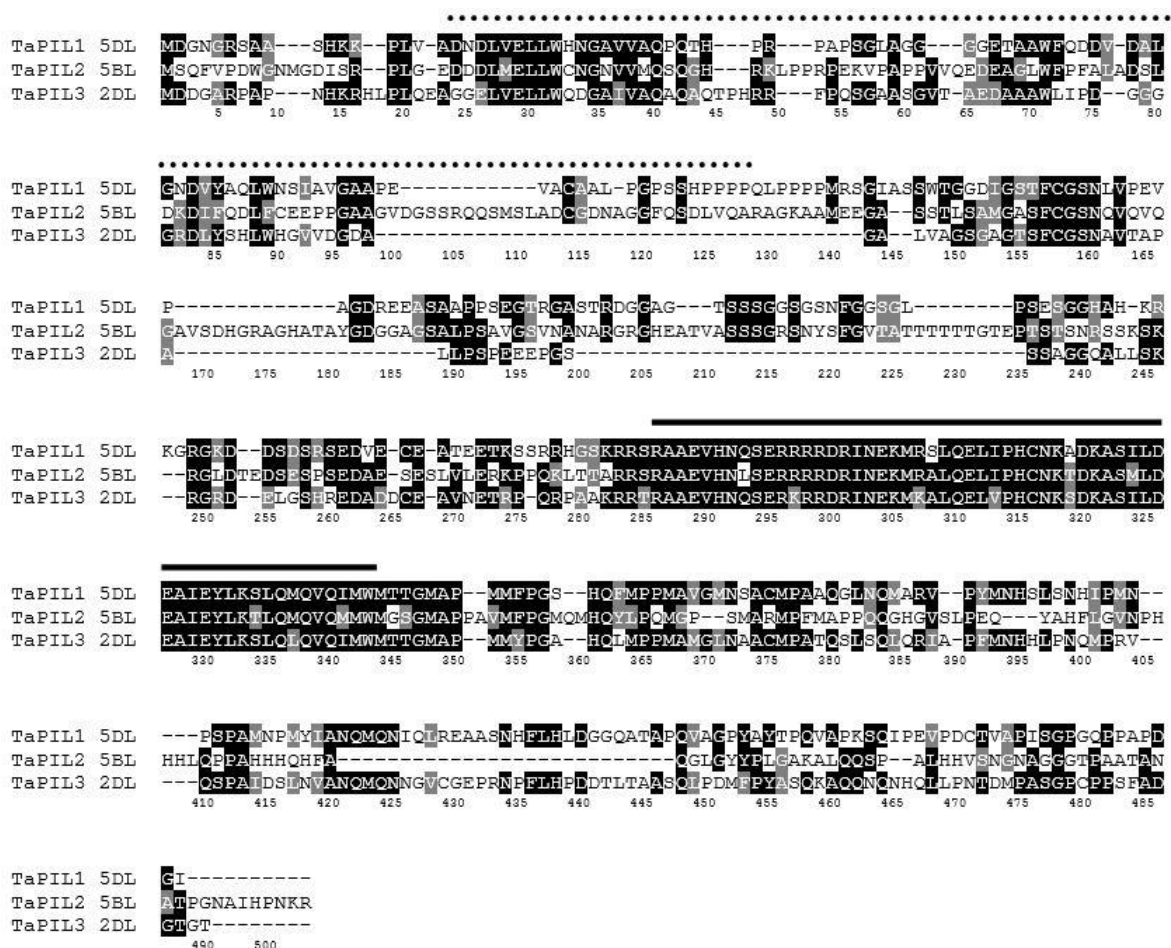 TaPIL1 5DL MDGNGRSAA---SHKK--PLV-ADNDLVELLWHNGAVVAQPQTH---PR---PAPSGLAGG---GGETAAWFQDDV-DAL
TaPIL2 5BL MSQFVPDWGNMGDISR--PLG-EDDDLMELLWCNGNVVMQSQGH---RKLPPRPEKVPAPPVVQEDEAGLWFPFALADSL
TaPIL3 2DL MDDGARPAP---NHKRHLPLQEAGGELVELLWQDGAIVAQAQAQTPHRR---FPQSGAASGVT-AEDAAAWLIPD--GGG
5 10 15 20 25 30 35 40 45 50 55 60 65 70 75 80
TaPIL1 5DL GNDVYAQLWNSIAVGAAPE-----------VACAAL-PGPSSHPPPPQLPPPPMRSGIASSWTGGDIGSTFCGSNLVPEV
TaPIL2 5BL DKDIFQDLFCEEPPGAAGVDGSSRQQSMSLADCGDNAGGFQSDLVQARAGKAAMEEGA--SSTLSAMGASFCGSNQVQVQ
TaPIL3 2DL GRDLYSHLWHGVVDGDA---------------------------------------GA--LVAGSGAGTSFCGSNAVTAP
85 90 95 100 105 110 115 120 125 130 135 140 145 150 155 160 165
TaPIL1 5DL P-------------AGDREEASAAPPSEGTRGASTRDGGAG---TSSSGGSGSNFGGSGL-------PSESGGHAH-KR
TaPIL2 5BL GAVSDHGRAGHATAYGDGGAGSALPSAVGSVNANARGRGHEATVASSSGRSNYSFGVTATTTTTTTGTEPTSTSNRSSKSK
TaPIL3 2DL A---------------------LLPSPEEEPGS-----------------------------------SSAGGQALLSK
170 175 180 185 190 195 200 205 210 215 220 225 230 235 240 245
TaPIL1 5DL KGRGKD--DSDSRSEDVE-CE-ATEETKSSRRHGSKRRSRAAEVHNQSERRRRDRINEKMRSLQELIPHCNKADKASILD
TaPIL2 5BL --RGLDTEDSESPSEDAE-SESLVLERKPPQKLTTARRSRAAEVHNLSERRRRDRINEKMRALQELIPHCNKTDKASMLD
TaPIL3 2DL --RGRD--ELGSHREDADDCE-AVNETRP-QRPAAKRRTRAAEVHNQSERKRRDRINEKMKALQELVPHCNKSDKASILD
250 255 260 265 270 275 280 285 290 295 300 305 310 315 320 325
TaPIL1 5DL EAIEYLKSLQMQVQIMWMTTGMAP--MMFPGS--HQFMPPMAVGMNSACMPAAQGLNQMARV--PYMNHSLSNHIPMN--
TaPIL2 5BL EAIEYLKTLQMQVQMMWMGSGMAPPAVMFPGMQMHQYLPQMGP--SMARMPFMAPPQQGHGVSLPEQ---YAHFLGVNPH
TaPIL3 2DL EAIEYLKSLQLQVQIMWMTTGMAP--MMYPGA--HQLMPPMAMGLNAACMPATQSLSQLQRIA-PFMNHHLPNQMPRV--
330 335 340 345 350 355 360 365 370 375 380 385 390 395 400 405
TaPIL1 5DL ---PSPAMNPMYIANQMQNIQLREAASNHFLHLDGGQATAPQVAGPYAYTPQVAPKSQIPEVPDCTVAPISGPGQPPAPD
TaPIL2 5BL HHLQPPAHHHQHFA---------------------------QGLGYYPLGAKALQQSP--ALHHVSNGNAGGGTPAATAN
TaPIL3 2DL ---QSPALDSLNVANQMQNNGVCGEPRNPFLHPDDTLTAASQLPDMFPYASQKAQQNQNHQLLPNTDMPASGPCPPSFAD
410 415 420 425 430 435 440 445 450 455 460 465 470 475 480 485
TaPIL1 5DL GI----------
TaPIL2 5BL ATPGNAIHPNKR
TaPIL3 2DL GTGT--------
490 500